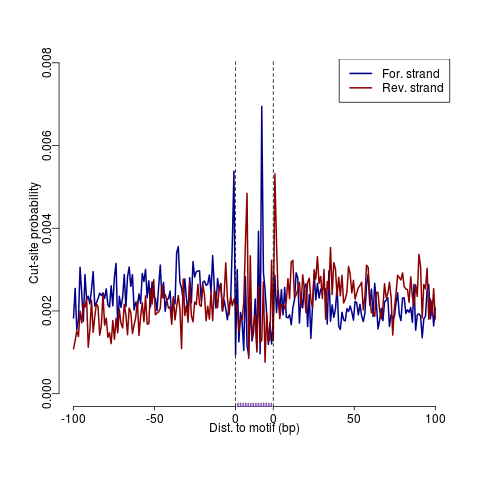 0.008
For. strand
Rev. strand
0.006
Cut-site probability
0.004
0.002
0.000
-100 -50 0 0 50 100
Dist. to motif (bp)